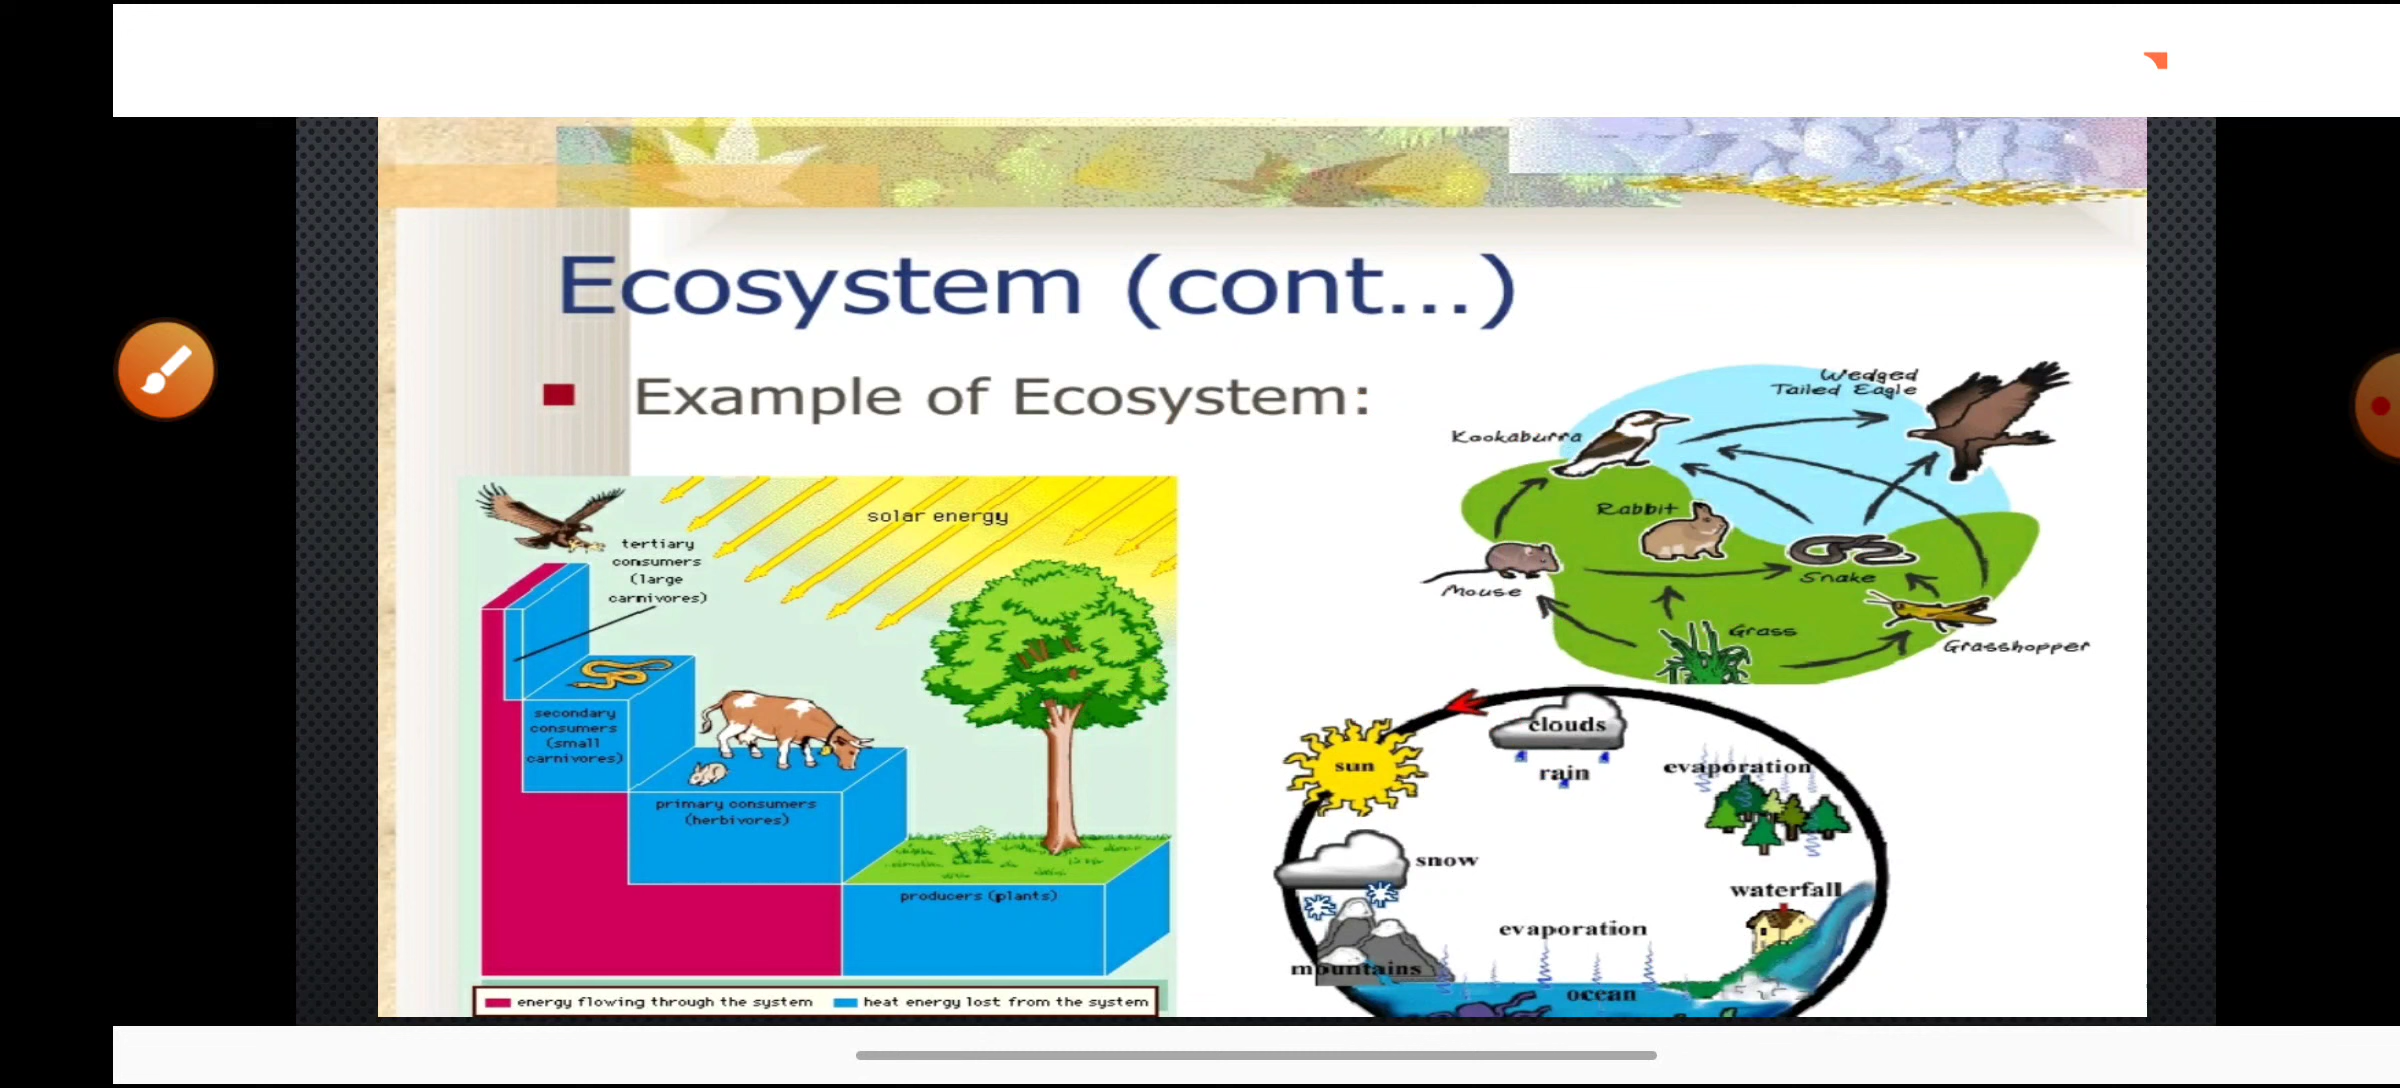 Ecosystem (cont...)
Example of Ecosystem:
solar energy
tertiary
consumers
(large
carnivores)
secondary
consumers
(small
carnivores)
primary consumers
(herbivores)
producers (plants)
energy flowing through the system
heat energy lost from the system
Wedged
Tailed Eagle
Kookaburra
Rabbit
Snake
Mouse
Grass
Grasshopper
clouds
sun
rain
evaporation
snow
waterfall
evaporation
mountains
ocean